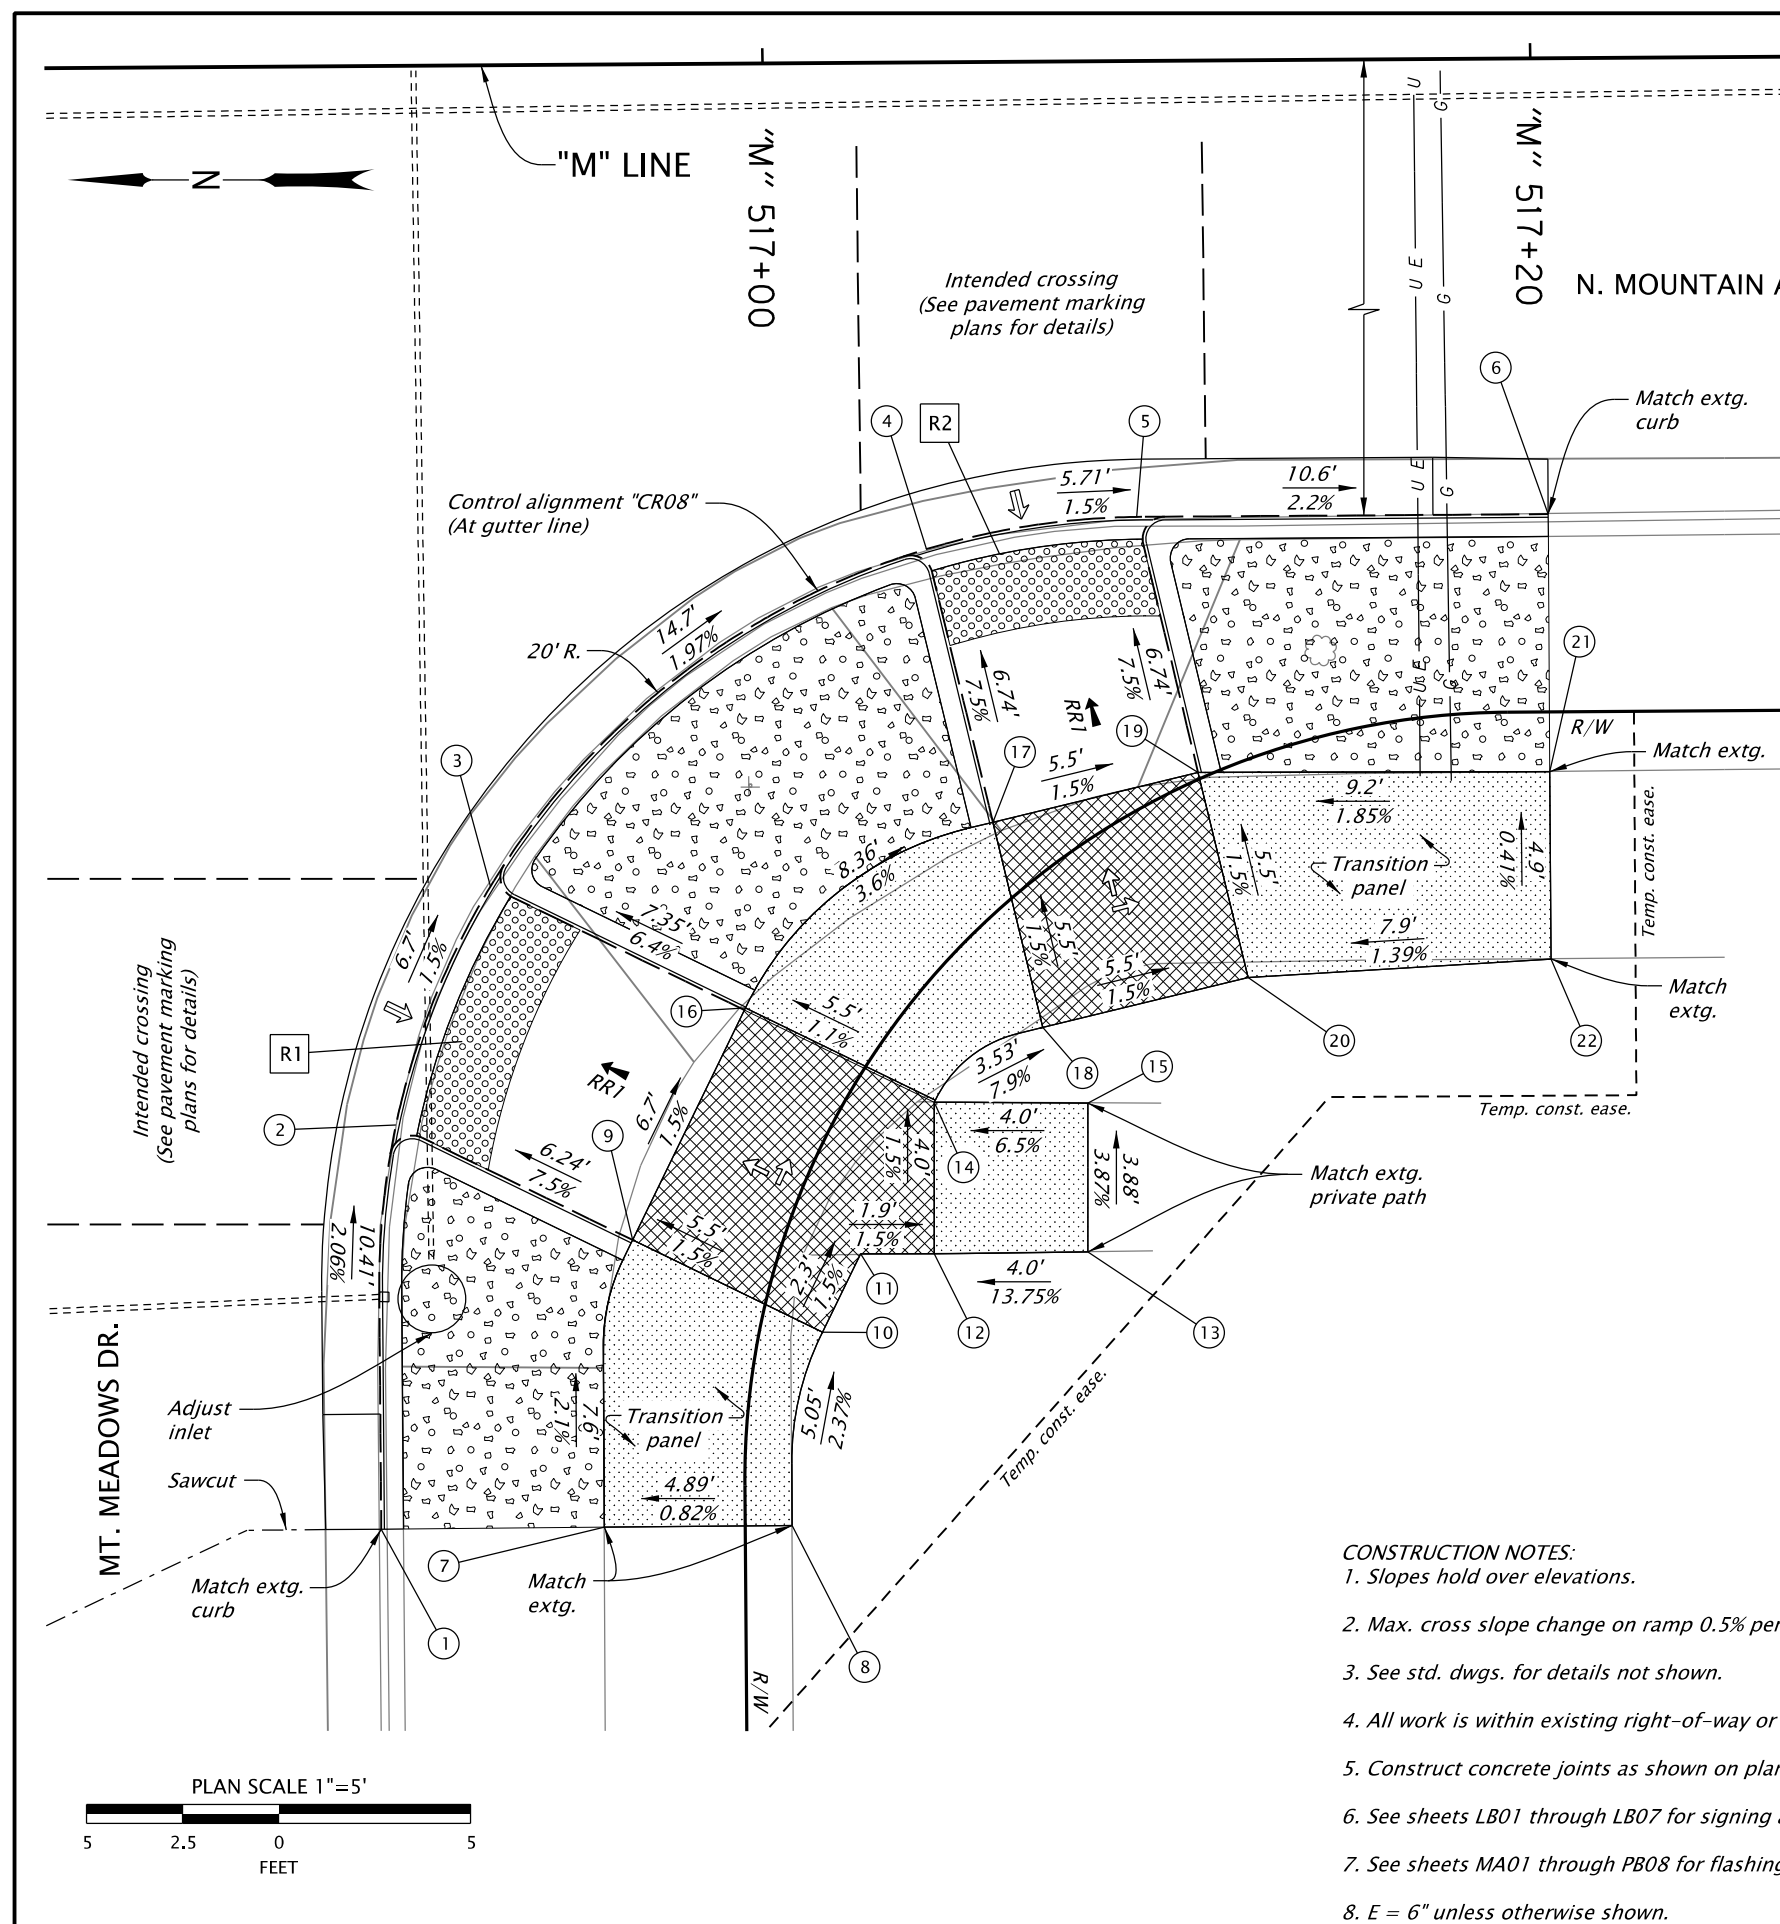 "M" LINE
N
"M" 517+00
"M" 517+20
N. MOUNTAIN A
Intended crossing
(See pavement marking
plans for details)
U
G
E
U
G
U
G
E
U
G
E
U
G
6
Match extg.
curb
4
R2
5
5.71'
1.5%
10.6'
2.2%
Control alignment "CR08"
(At gutter line)
14.7'
1.97%
20' R.
21
6.74'
7.5%
6.74'
7.5%
RR1
R/W
19
17
Match extg.
3
5.5'
1.5%
9.2'
1.85%
8.36'
3.6%
5.5'
1.5%
Transition
panel
4.9'
0.41%
Temp. const. ease.
7.35'
6.4%
6.7'
1.5%
5.5'
1.5%
7.9'
1.39%
5.5'
1.5%
Intended crossing
(See pavement marking
plans for details)
16
5.5'
1.1%
Match
extg.
R1
20
22
3.53'
7.9%
18
15
RR1
2
6.7'
1.5%
9
4.0'
1.5%
4.0'
6.5%
Temp. const. ease.
6.24'
7.5%
14
3.88'
3.87%
Match extg.
private path
10.41'
2.06%
5.5'
1.5%
1.9'
1.5%
2.3'
1.5%
11
4.0'
13.75%
10
12
13
MT. MEADOWS DR.
Adjust
inlet
7.6'
2.1%
Transition
panel
5.05'
2.37%
Temp. const. ease.
Sawcut
4.89'
0.82%
7
Match extg.
curb
Match
extg.
1
8
R/W
CONSTRUCTION NOTES:
1. Slopes hold over elevations.
2. Max. cross slope change on ramp 0.5% per
3. See std. dwgs. for details not shown.
4. All work is within existing right-of-way or
5. Construct concrete joints as shown on plan
6. See sheets LB01 through LB07 for signing
7. See sheets MA01 through PB08 for flashing
8. E = 6" unless otherwise shown.
PLAN SCALE 1"=5'
5 2.5 0 5
FEET